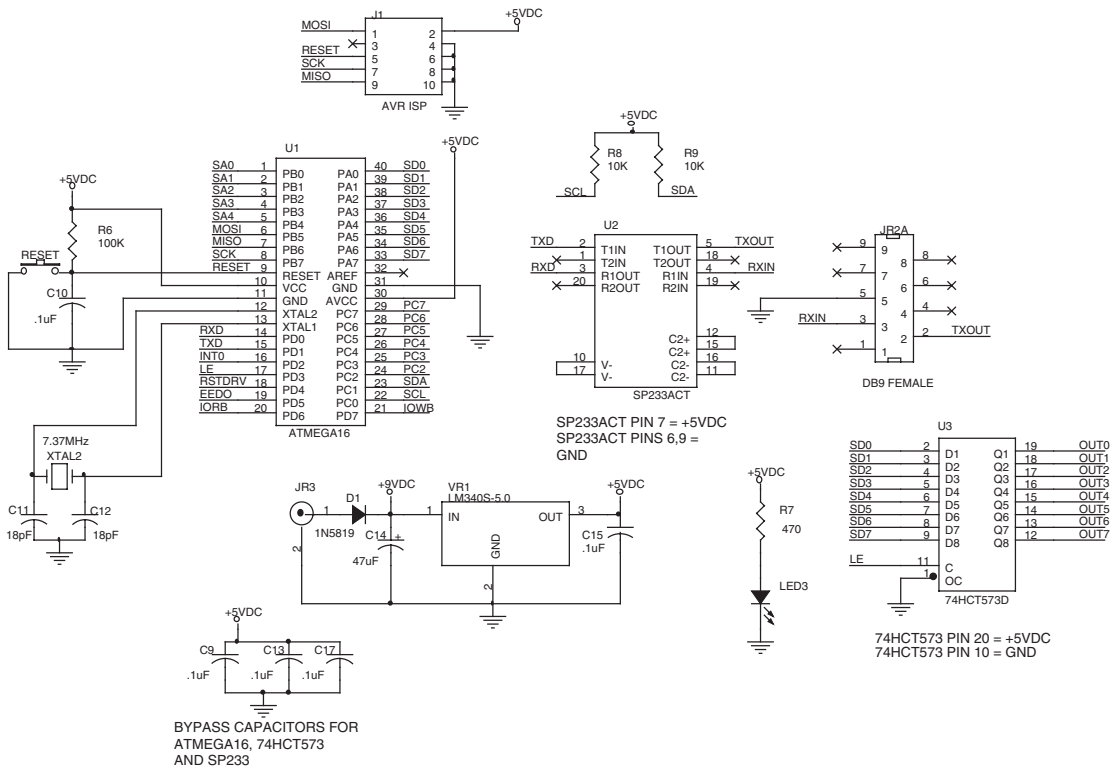 J1
+5VDC
MOSI 1 2
3 4
RESET 5 6
SCK 7 8
MISO 9 10
AVR ISP
U1
+5VDC
SA0 1 PB0 PA0 40 SD0
SA1 2 PB1 PA1 39 SD1
SA2 3 PB2 PA2 38 SD2
SA3 4 PB3 PA3 37 SD3
SA4 5 PB4 PA4 36 SD4
MOSI 6 PB5 PA5 35 SD5
MISO 7 PB6 PA6 34 SD6
SCK 8 PB7 PA7 33 SD7
RESET 9 RESET AREF 32
10 VCC GND 31
11 GND AVCC 30
12 XTAL2 PC7 29 PC7
13 XTAL1 PC6 28 PC6
RXD 14 PD0 PC5 27 PC5
TXD 15 PD1 PC4 26 PC4
INT0 16 PD2 PC3 25 PC3
LE 17 PD3 PC2 24 PC2
RSTDRV 18 PD4 PC1 23 SDA
EEDO 19 PD5 PC0 22 SCL
IORB 20 PD6 PD7 21 IOWB
ATMEGA16
+5VDC
R6
100K
RESET
C10
.1uF
7.37MHz
XTAL2
C11 C12
18pF 18pF
+5VDC
R8 R9
10K 10K
SCL SDA
U2
TXD 2 T1IN T1OUT 5 TXOUT
1 T2IN T2OUT 18
RXD 3 R1OUT R1IN 4 RXIN
20 R2OUT R2IN 19
C2+ 12
C2+ 15
10 V- C2- 16
17 V- C2- 11
SP233ACT
SP233ACT PIN 7 = +5VDC
SP233ACT PINS 6,9 =
GND
JR2A
9 9
8 8
7 7
6 6
5 5
4 4
RXIN 3 3
2 2 TXOUT
1 1
DB9 FEMALE
JR3
1
2
D1
1N5819
+9VDC
C14 +
47uF
VR1
LM340S-5.0
1 IN OUT 3
GND
2
+5VDC
C15
.1uF
+5VDC
R7
470
LED3
U3
SD0 2 D1 Q1 19 OUT0
SD1 3 D2 Q2 18 OUT1
SD2 4 D3 Q3 17 OUT2
SD3 5 D4 Q4 16 OUT3
SD4 6 D5 Q5 15 OUT4
SD5 7 D6 Q6 14 OUT5
SD6 8 D7 Q7 13 OUT6
SD7 9 D8 Q8 12 OUT7
LE 11 C
1 OC
74HCT573D
74HCT573 PIN 20 = +5VDC
74HCT573 PIN 10 = GND
+5VDC
C9 C13 C17
.1uF .1uF .1uF
BYPASS CAPACITORS FOR
ATMEGA16, 74HCT573
AND SP233